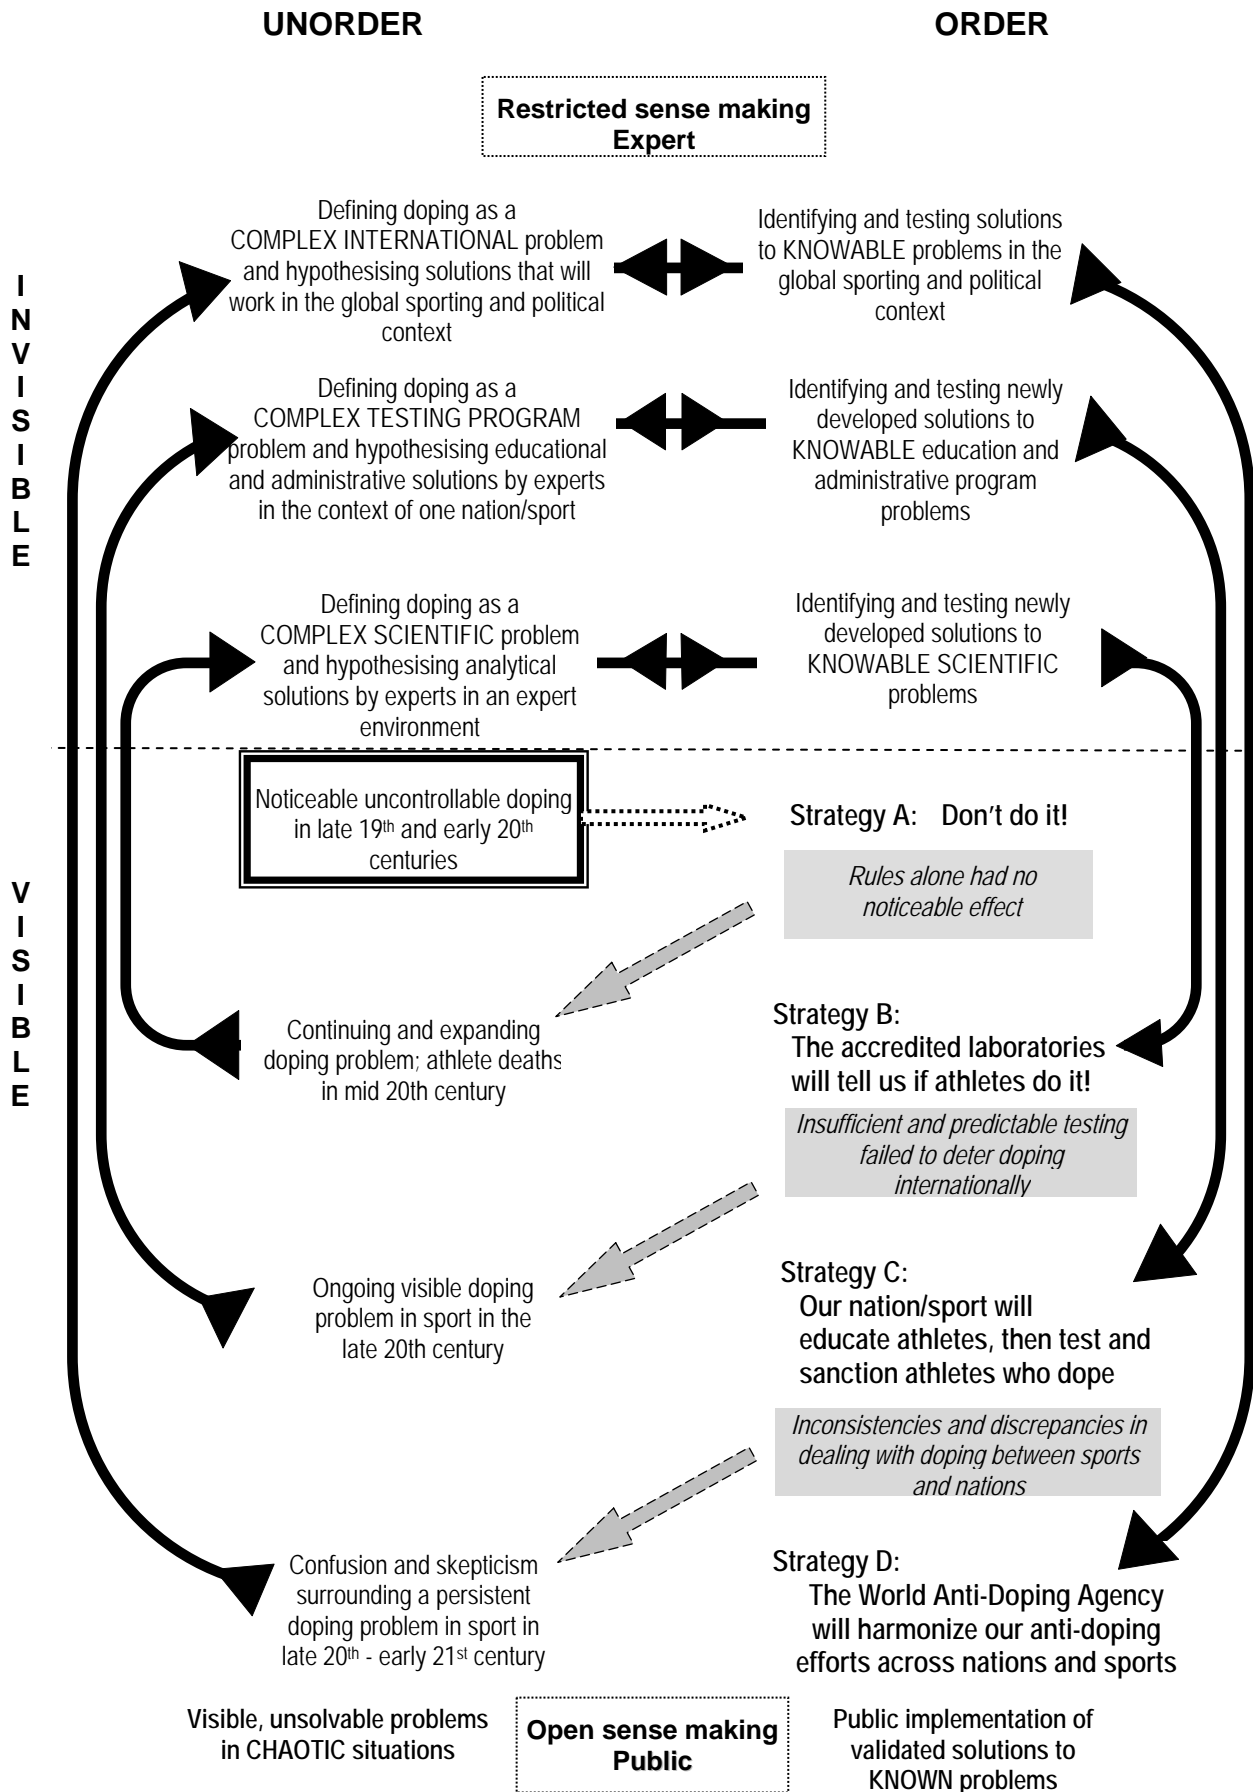 UNORDER
ORDER
Restricted sense making
Expert
INVISIBLE
Defining doping as a
COMPLEX INTERNATIONAL problem
and hypothesising solutions that will
work in the global sporting and political
context
Identifying and testing solutions
to KNOWABLE problems in the
global sporting and political
context
Defining doping as a
COMPLEX TESTING PROGRAM
problem and hypothesising educational
and administrative solutions by experts
in the context of one nation/sport
Identifying and testing newly
developed solutions to
KNOWABLE education and
administrative program
problems
Defining doping as a
COMPLEX SCIENTIFIC problem
and hypothesising analytical
solutions by experts in an expert
environment
Identifying and testing newly
developed solutions to
KNOWABLE SCIENTIFIC
problems
VISIBLE
Noticeable uncontrollable doping
in late 19th and early 20th
centuries
Strategy A: Don't do it!
Rules alone had no
noticeable effect
Continuing and expanding
doping problem; athlete deaths
in mid 20th century
Strategy B:
The accredited laboratories
will tell us if athletes do it!
Insufficient and predictable testing
failed to deter doping
internationally
Ongoing visible doping
problem in sport in the
late 20th century
Strategy C:
Our nation/sport will
educate athletes, then test and
sanction athletes who dope
Inconsistencies and discrepancies in
dealing with doping between sports
and nations
Confusion and skepticism
surrounding a persistent
doping problem in sport in
late 20th - early 21st century
Strategy D:
The World Anti-Doping Agency
will harmonize our anti-doping
efforts across nations and sports
Visible, unsolvable problems
in CHAOTIC situations
Open sense making
Public
Public implementation of
validated solutions to
KNOWN problems